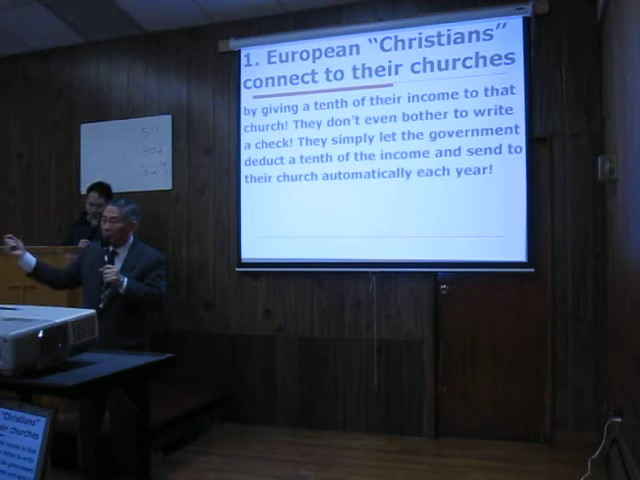 1. European “Christians”
connect to their churches
by giving a tenth of their income to that
church! They don't even bother to write
a check! They simply let the government
deduct a tenth of the income and send to
their church automatically each year!
402
"Christians"
their churches